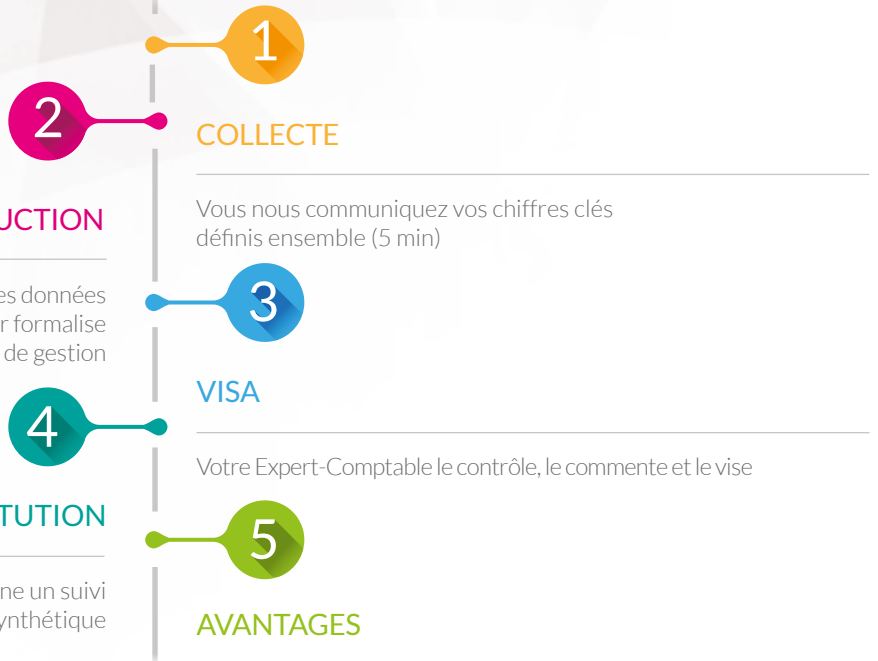 1
COLLECTE
Vous nous communiquez vos chiffres clés
définis ensemble (5 min)
2
UCTION
es données
r formalise
de gestion
3
VISA
Votre Expert-Comptable le contrôle, le commente et le vise
4
TUTION
ne un suivi
ynthétique
5
AVANTAGES